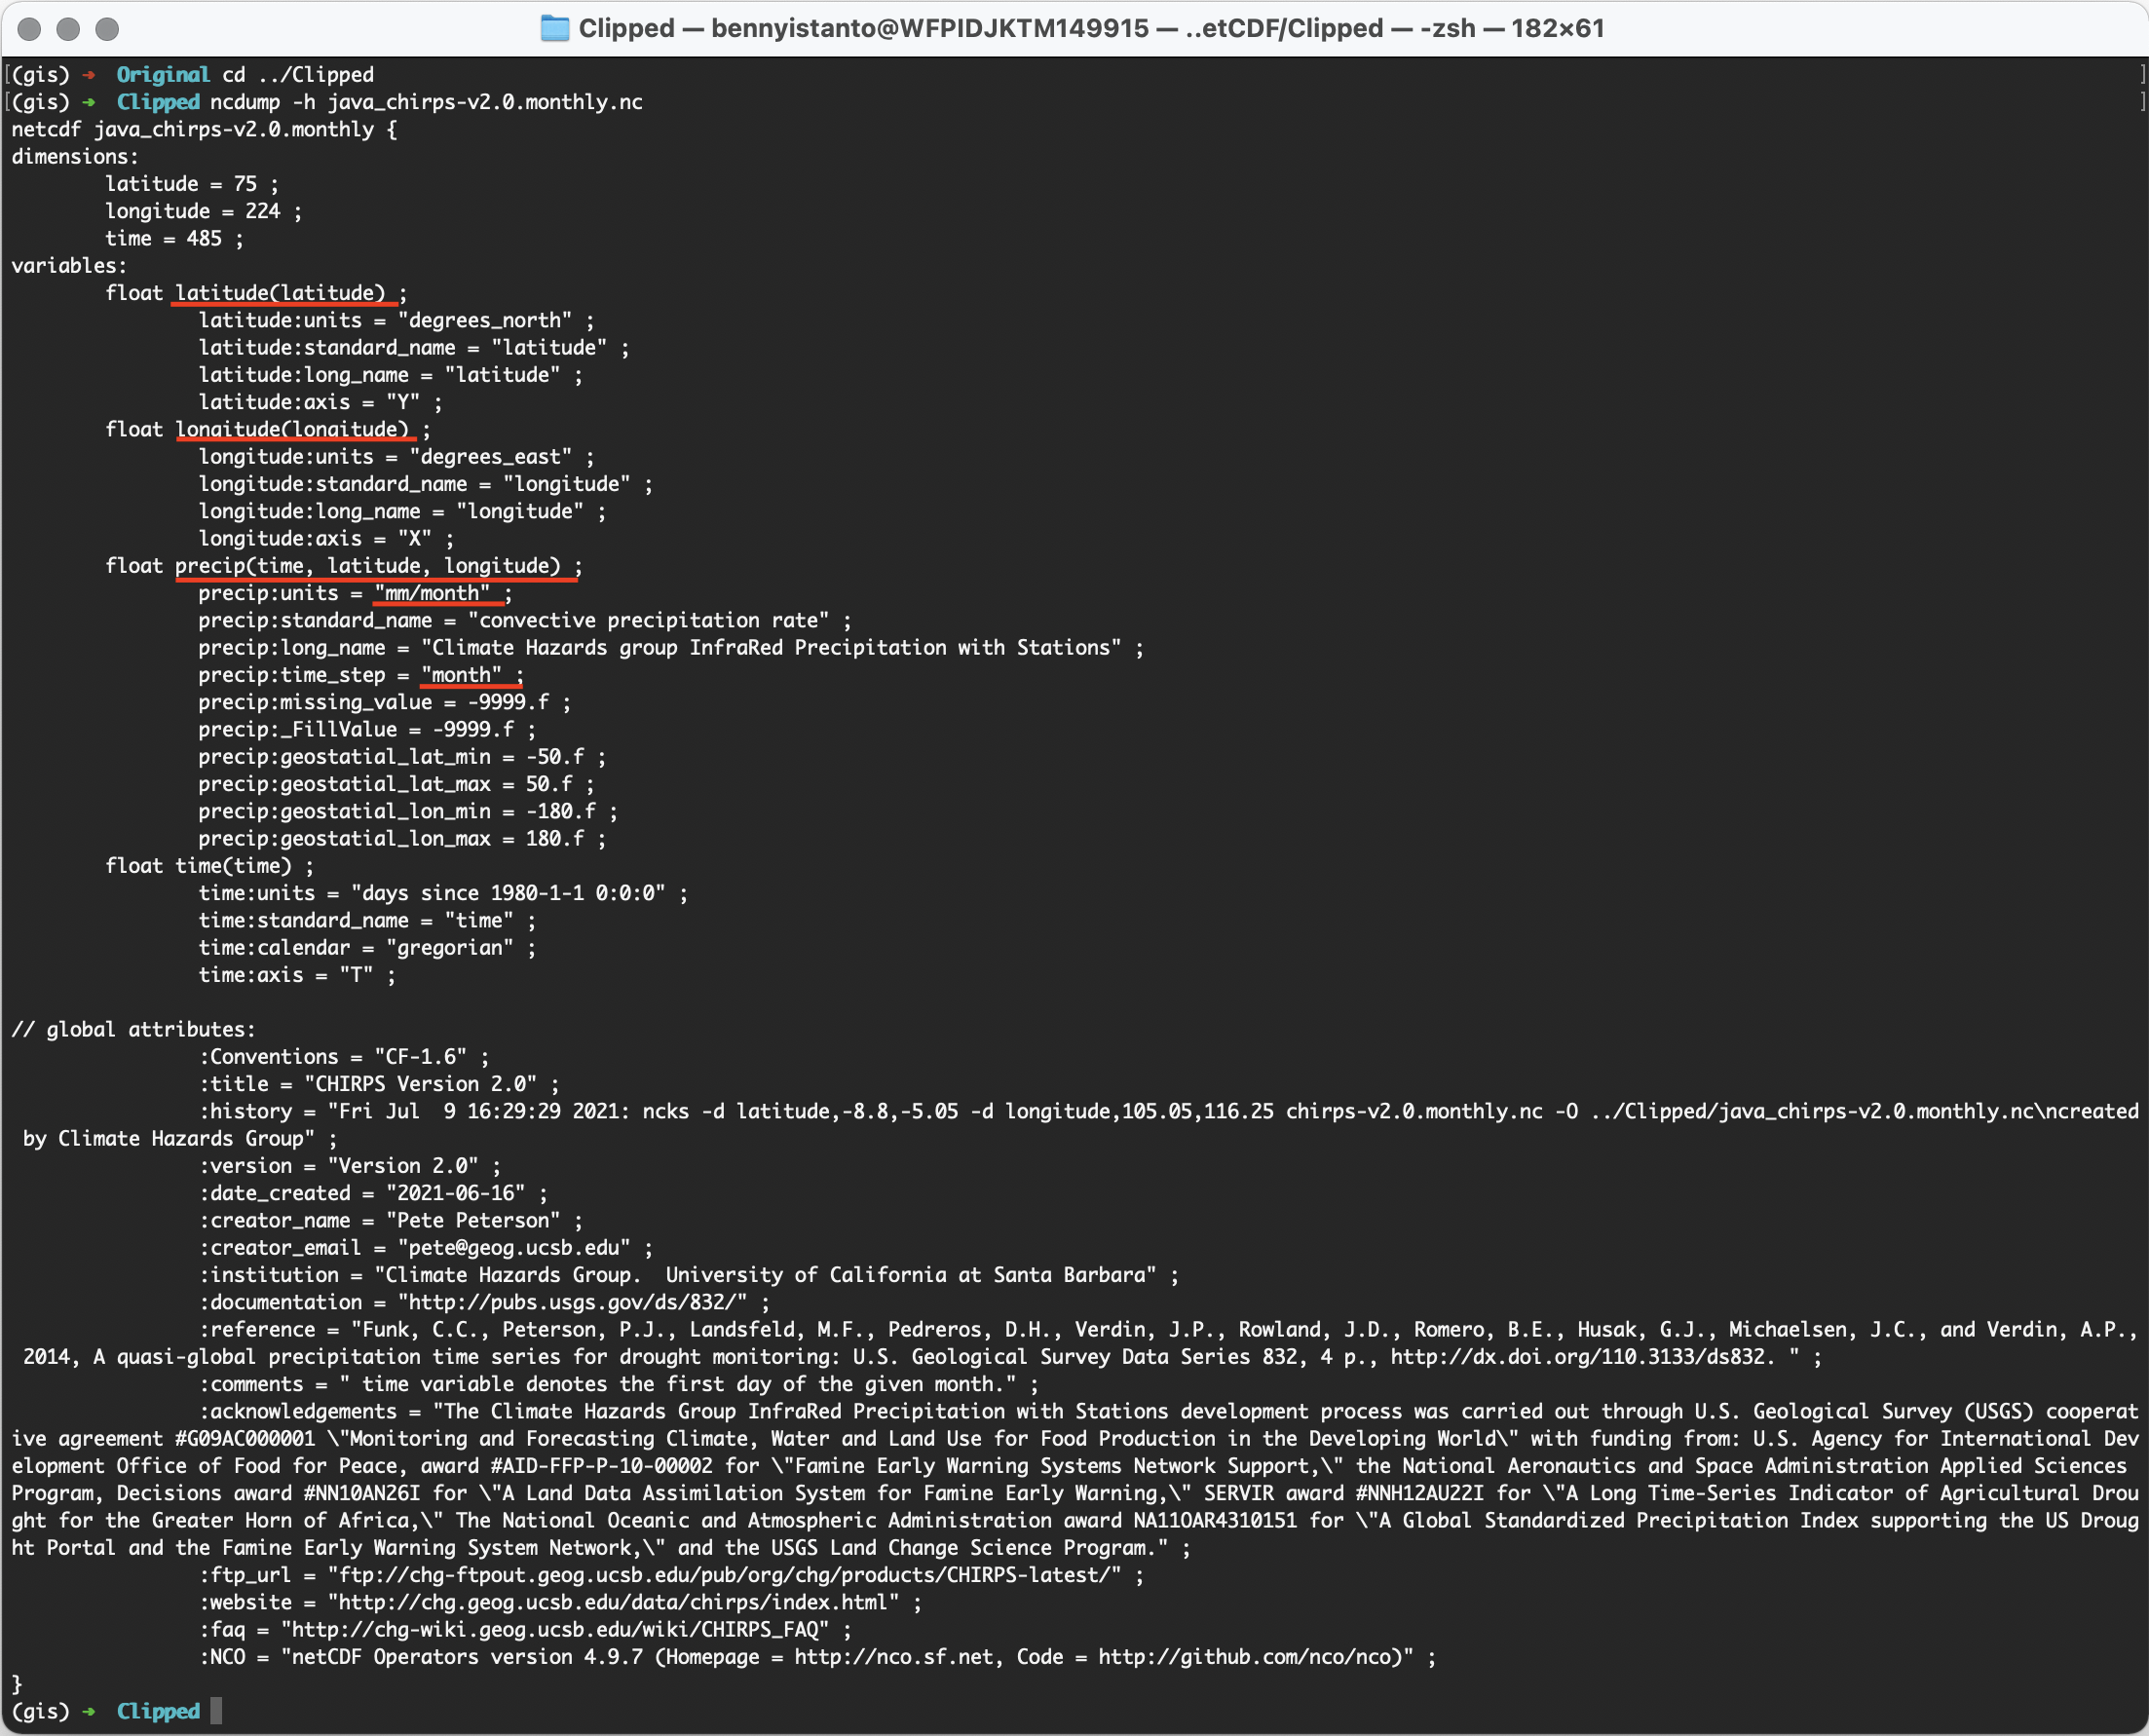 Clipped — bennyistanto@WFPIDJKTM149915 — ..etCDF/Clipped — -zsh — 182×61
[(gis) ➜  Original cd ../Clipped ]
[(gis) ➜  Clipped ncdump -h java_chirps-v2.0.monthly.nc ]
netcdf java_chirps-v2.0.monthly {
dimensions:
latitude = 75 ;
longitude = 224 ;
time = 485 ;
variables:
float latitude(latitude) ;
latitude:units = "degrees_north" ;
latitude:standard_name = "latitude" ;
latitude:long_name = "latitude" ;
latitude:axis = "Y" ;
float longitude(longitude) ;
longitude:units = "degrees_east" ;
longitude:standard_name = "longitude" ;
longitude:long_name = "longitude" ;
longitude:axis = "X" ;
float precip(time, latitude, longitude) ;
precip:units = "mm/month" ;
precip:standard_name = "convective precipitation rate" ;
precip:long_name = "Climate Hazards group InfraRed Precipitation with Stations" ;
precip:time_step = "month" ;
precip:missing_value = -9999.f ;
precip:_FillValue = -9999.f ;
precip:geostatial_lat_min = -50.f ;
precip:geostatial_lat_max = 50.f ;
precip:geostatial_lon_min = -180.f ;
precip:geostatial_lon_max = 180.f ;
float time(time) ;
time:units = "days since 1980-1-1 0:0:0" ;
time:standard_name = "time" ;
time:calendar = "gregorian" ;
time:axis = "T" ;
// global attributes:
:Conventions = "CF-1.6" ;
:title = "CHIRPS Version 2.0" ;
:history = "Fri Jul  9 16:29:29 2021: ncks -d latitude,-8.8,-5.05 -d longitude,105.05,116.25 chirps-v2.0.monthly.nc -O ../Clipped/java_chirps-v2.0.monthly.nc\ncreated
by Climate Hazards Group" ;
:version = "Version 2.0" ;
:date_created = "2021-06-16" ;
:creator_name = "Pete Peterson" ;
:creator_email = "pete@geog.ucsb.edu" ;
:institution = "Climate Hazards Group.  University of California at Santa Barbara" ;
:documentation = "http://pubs.usgs.gov/ds/832/" ;
:reference = "Funk, C.C., Peterson, P.J., Landsfeld, M.F., Pedreros, D.H., Verdin, J.P., Rowland, J.D., Romero, B.E., Husak, G.J., Michaelsen, J.C., and Verdin, A.P.,
2014, A quasi-global precipitation time series for drought monitoring: U.S. Geological Survey Data Series 832, 4 p., http://dx.doi.org/110.3133/ds832. " ;
:comments = " time variable denotes the first day of the given month." ;
:acknowledgements = "The Climate Hazards Group InfraRed Precipitation with Stations development process was carried out through U.S. Geological Survey (USGS) cooperat
ive agreement #G09AC000001 \"Monitoring and Forecasting Climate, Water and Land Use for Food Production in the Developing World\" with funding from: U.S. Agency for International Dev
elopment Office of Food for Peace, award #AID-FFP-P-10-00002 for \"Famine Early Warning Systems Network Support,\" the National Aeronautics and Space Administration Applied Sciences
Program, Decisions award #NN10AN26I for \"A Land Data Assimilation System for Famine Early Warning,\" SERVIR award #NNH12AU22I for \"A Long Time-Series Indicator of Agricultural Drou
ght for the Greater Horn of Africa,\" The National Oceanic and Atmospheric Administration award NA11OAR4310151 for \"A Global Standardized Precipitation Index supporting the US Droug
ht Portal and the Famine Early Warning System Network,\" and the USGS Land Change Science Program." ;
:ftp_url = "ftp://chg-ftpout.geog.ucsb.edu/pub/org/chg/products/CHIRPS-latest/" ;
:website = "http://chg.geog.ucsb.edu/data/chirps/index.html" ;
:faq = "http://chg-wiki.geog.ucsb.edu/wiki/CHIRPS_FAQ" ;
:NCO = "netCDF Operators version 4.9.7 (Homepage = http://nco.sf.net, Code = http://github.com/nco/nco)" ;
}
(gis) ➜  Clipped